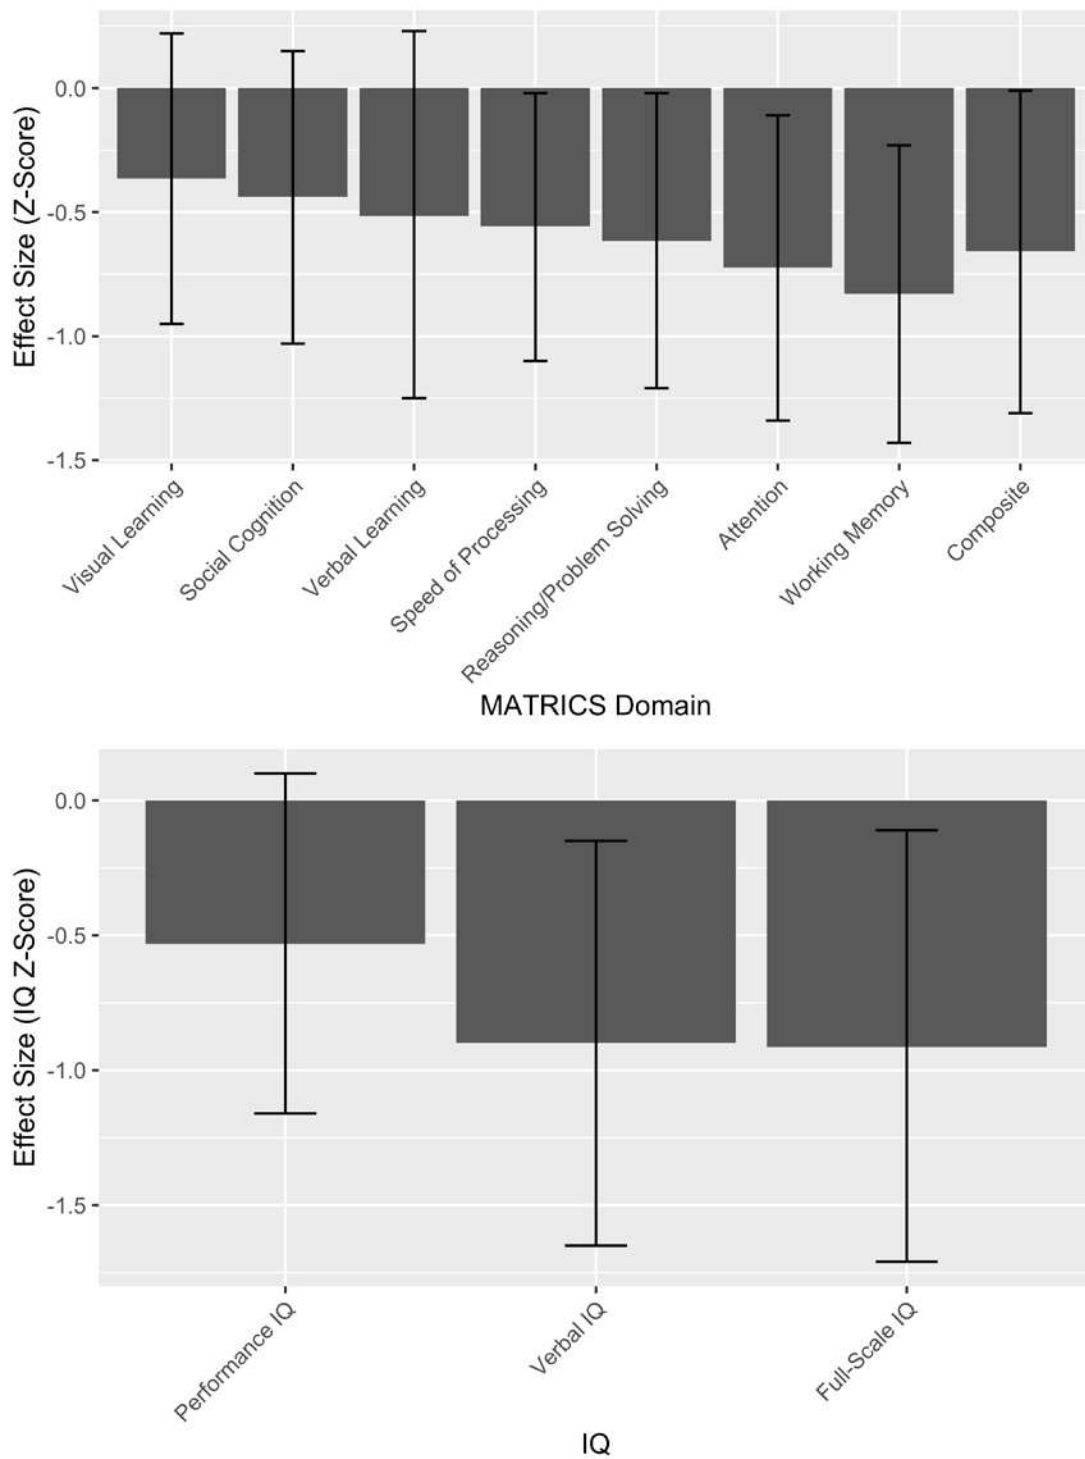 Effect Size (Z-Score)
0.0
-0.5
-1.0
-1.5
Visual Learning
Social Cognition
Verbal Learning
Speed of Processing
Reasoning/Problem Solving
Attention
Working Memory
Composite
MATRICS Domain
Effect Size (IQ Z-Score)
0.0
-0.5
-1.0
-1.5
Performance IQ
Verbal IQ
Full-Scale IQ
IQ